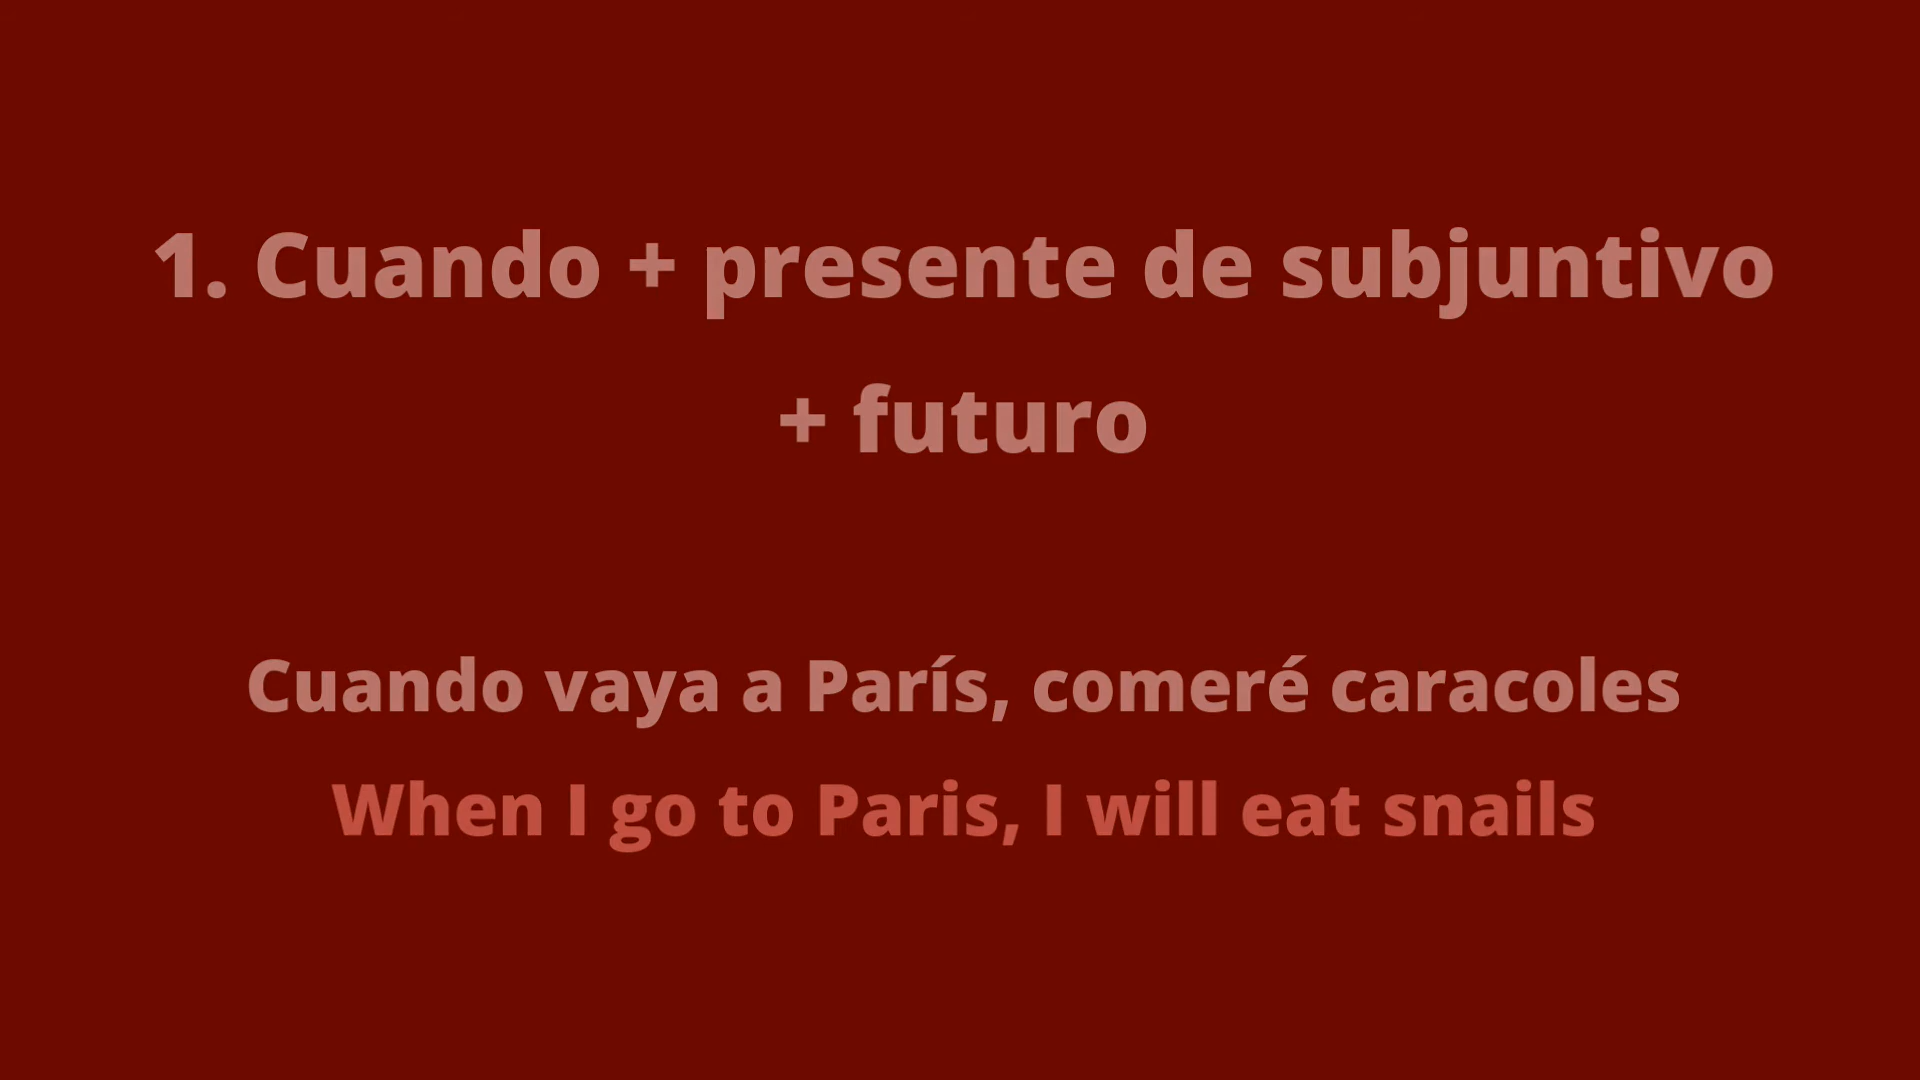 1. Cuando + presente de subjuntivo
+ futuro
Cuando vaya a París, comeré caracoles
When I go to Paris, I will eat snails